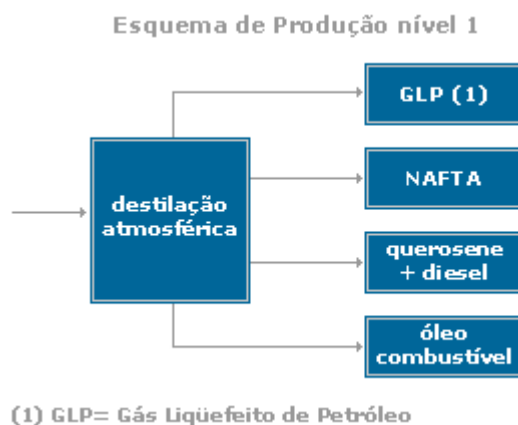 Esquema de Produção nível 1
GLP (1)
NAFTA
destilação
atmosférica
querosene
+ diesel
óleo
combustível
(1) GLP= Gás Liqüefeito de Petróleo